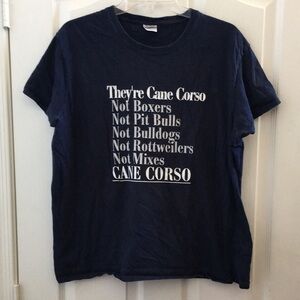 They're Cane Corso
Not Boxers
Not Pit Bulls
Not Bulldogs
Not Rottweilers
Not Mixes
CANE CORSO